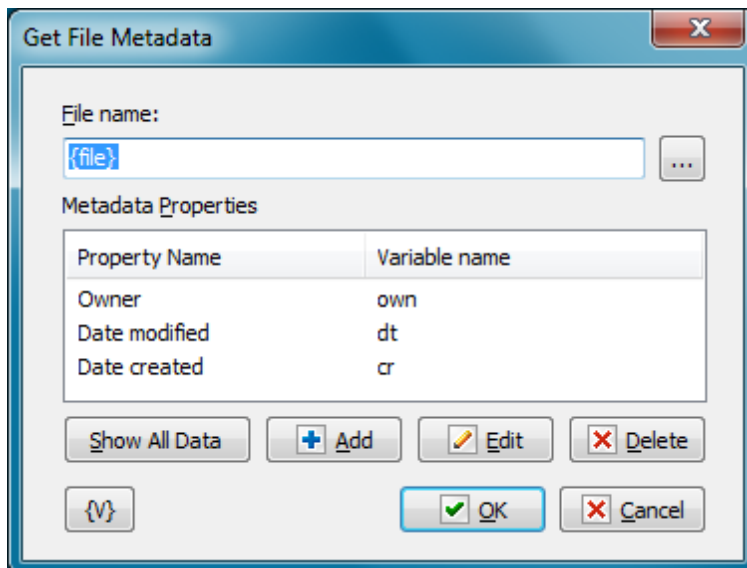 Get File Metadata
File name:
{file}
...
Metadata Properties
Property Name Variable name
Owner own
Date modified dt
Date created cr
Show All Data Add Edit Delete
{V} OK Cancel